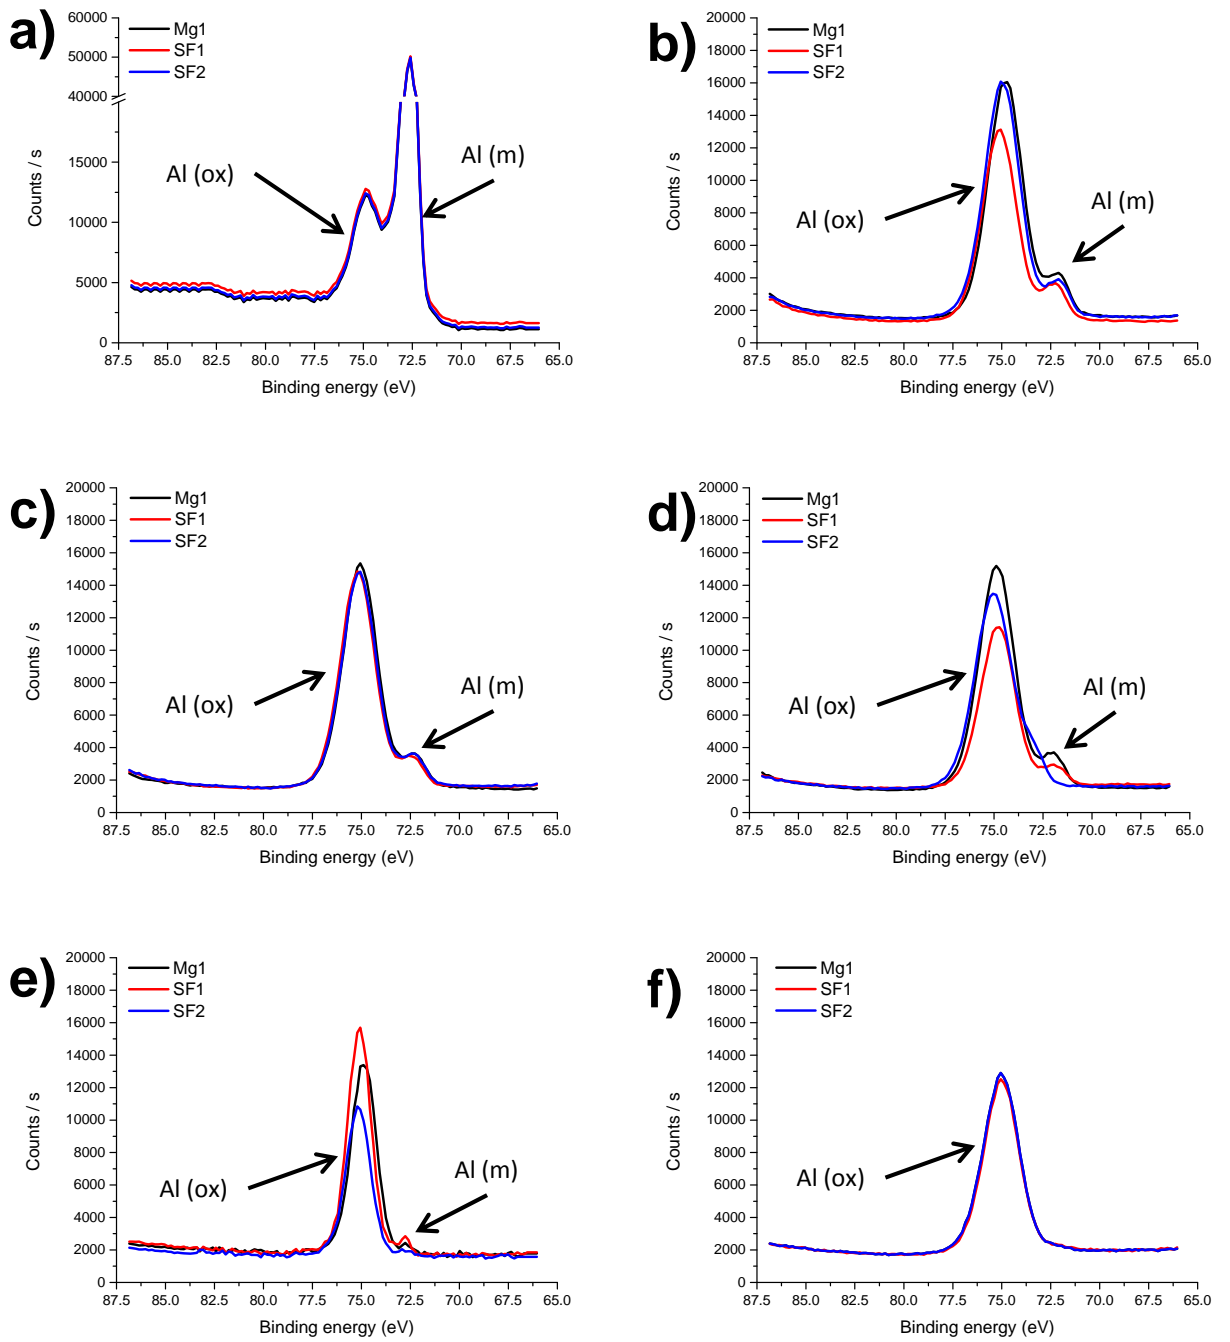 a)
Mg1
SF1
SF2
60000
50000
40000
15000
10000
5000
0
Counts / s
Al (ox)
Al (m)
87.5 85.0 82.5 80.0 77.5 75.0 72.5 70.0 67.5 65.0
Binding energy (eV)
b)
Mg1
SF1
SF2
20000
18000
16000
14000
12000
10000
8000
6000
4000
2000
0
Counts / s
Al (ox)
Al (m)
87.5 85.0 82.5 80.0 77.5 75.0 72.5 70.0 67.5 65.0
Binding energy (eV)
c)
Mg1
SF1
SF2
20000
18000
16000
14000
12000
10000
8000
6000
4000
2000
0
Counts / s
Al (ox)
Al (m)
87.5 85.0 82.5 80.0 77.5 75.0 72.5 70.0 67.5 65.0
Binding energy (eV)
d)
Mg1
SF1
SF2
20000
18000
16000
14000
12000
10000
8000
6000
4000
2000
0
Counts / s
Al (ox)
Al (m)
87.5 85.0 82.5 80.0 77.5 75.0 72.5 70.0 67.5 65.0
Binding energy (eV)
e)
Mg1
SF1
SF2
20000
18000
16000
14000
12000
10000
8000
6000
4000
2000
0
Counts / s
Al (ox)
Al (m)
87.5 85.0 82.5 80.0 77.5 75.0 72.5 70.0 67.5 65.0
Binding energy (eV)
f)
Mg1
SF1
SF2
20000
18000
16000
14000
12000
10000
8000
6000
4000
2000
0
Counts / s
Al (ox)
87.5 85.0 82.5 80.0 77.5 75.0 72.5 70.0 67.5 65.0
Binding energy (eV)